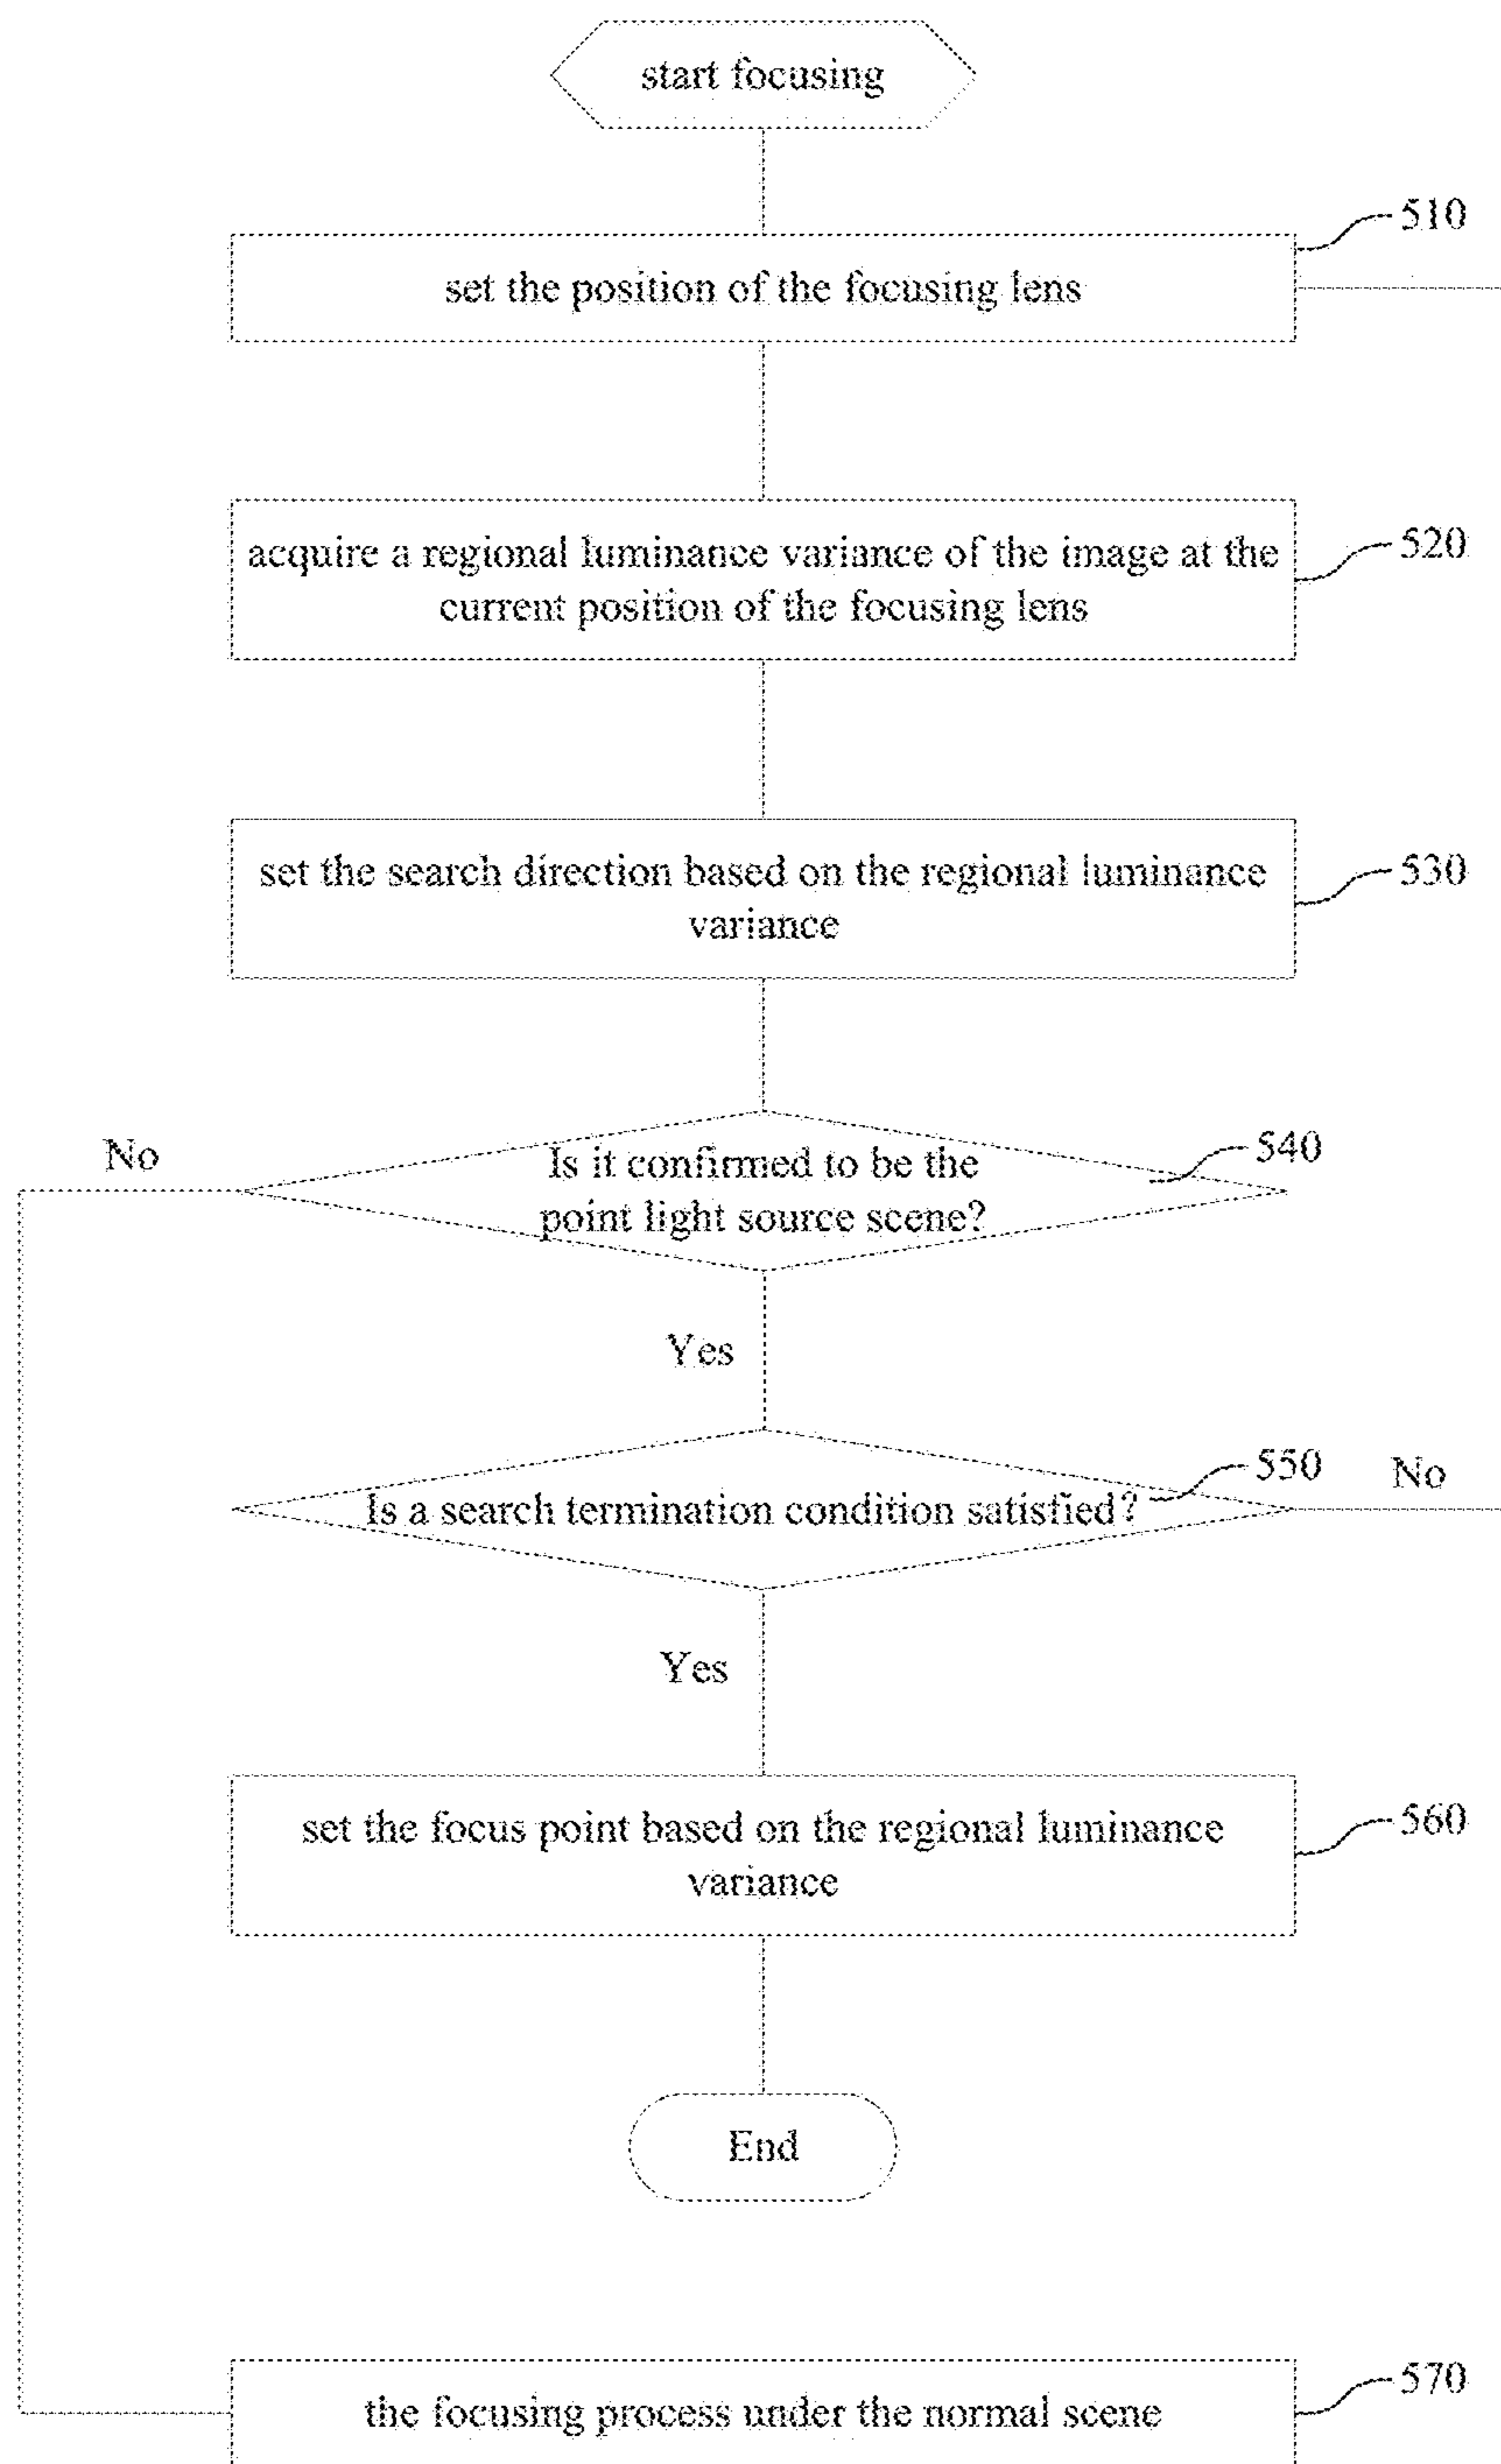 start focusing
510
set the position of the focusing lens
520
acquire a regional luminance variance of the image at the
current position of the focusing lens
530
set the search direction based on the regional luminance
variance
No
540
Is it confirmed to be the
point light source scene?
Yes
550
No
Is a search termination condition satisfied?
Yes
560
set the focus point based on the regional luminance
variance
End
570
the focusing process under the normal scene